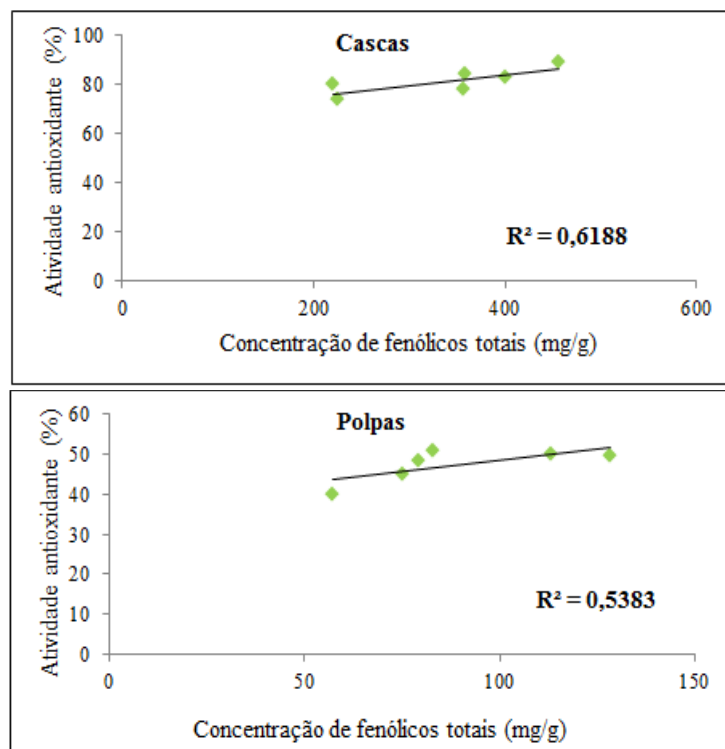 Cascas
Atividade antioxidante (%)
100
80
60
40
20
0
R² = 0,6188
0 200 400 600
Concentração de fenólicos totais (mg/g)
Polpas
Atividade antioxidante (%)
60
50
40
30
20
10
0
R² = 0,5383
0 50 100 150
Concentração de fenólicos totais (mg/g)